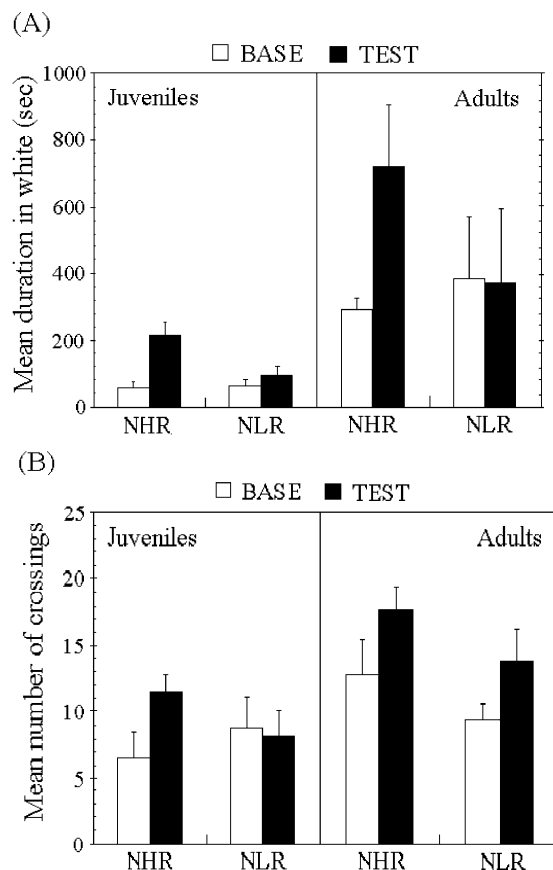 (A)
BASE TEST
Mean duration in white (sec)
1000
800
600
400
200
0
Juveniles
Adults
NHR NLR NHR NLR
(B)
BASE TEST
Mean number of crossings
25
20
15
10
5
0
Juveniles
Adults
NHR NLR NHR NLR